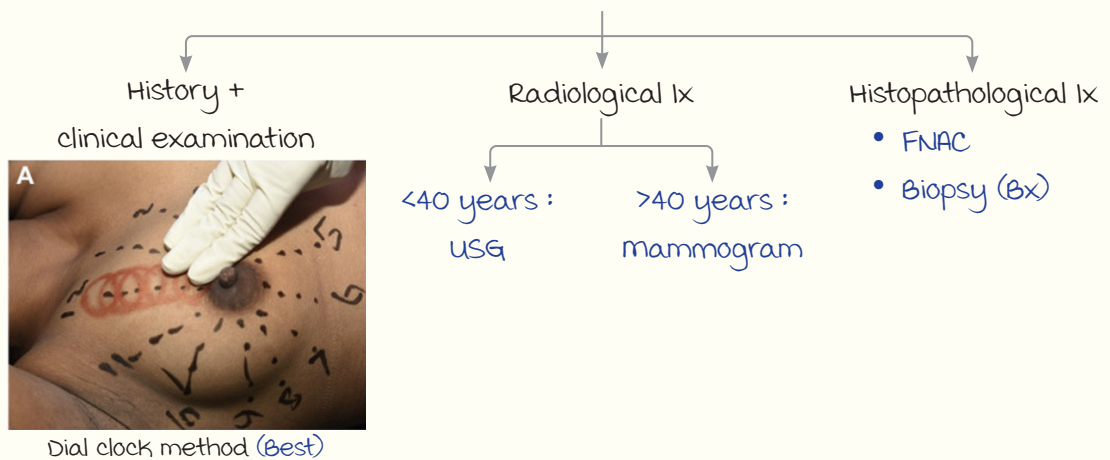 History +
clinical examination
A
Dial clock method (Best)
Radiological Ix
<40 years :
USG
>40 years :
mammogram
Histopathological Ix
• FNAC
• Biopsy (Bx)